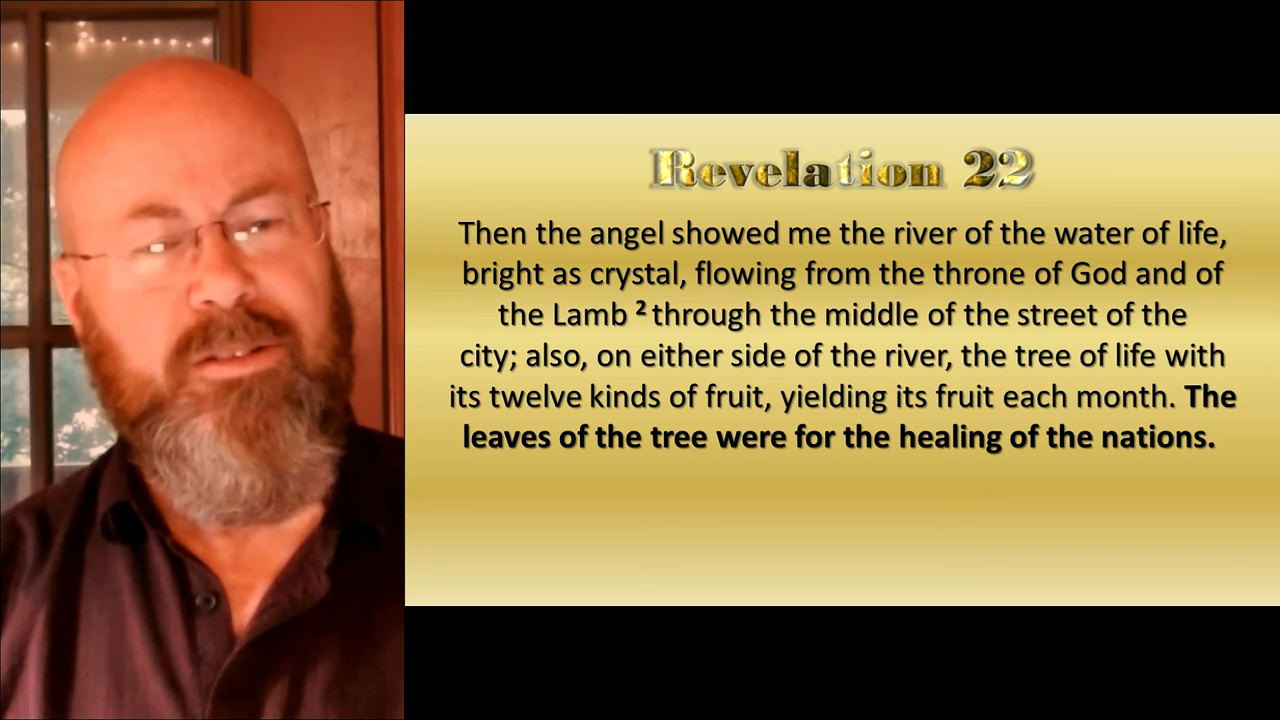 Revelation 22
Then the angel showed me the river of the water of life,
bright as crystal, flowing from the throne of God and of
the Lamb ² through the middle of the street of the
city; also, on either side of the river, the tree of life with
its twelve kinds of fruit, yielding its fruit each month. The
leaves of the tree were for the healing of the nations.